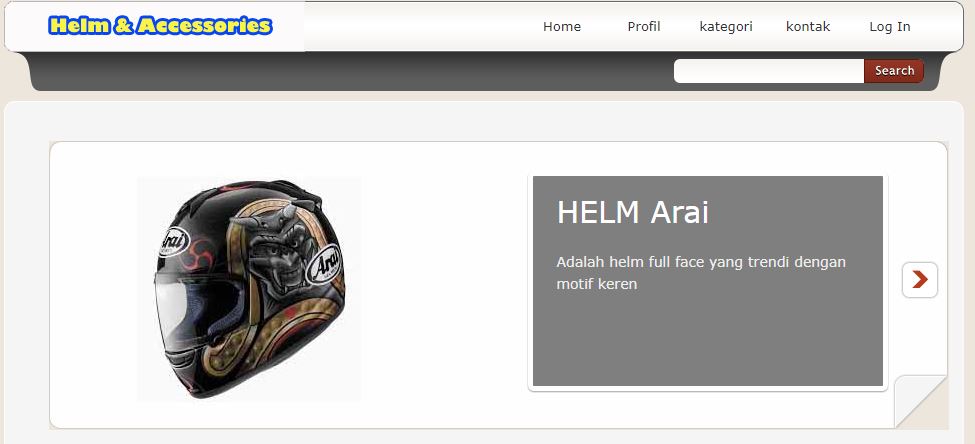 Helm & Accessories
Home Profil kategori kontak Log In
Search
HELM Arai
Adalah helm full face yang trendi dengan
motif keren
Arai
Arai